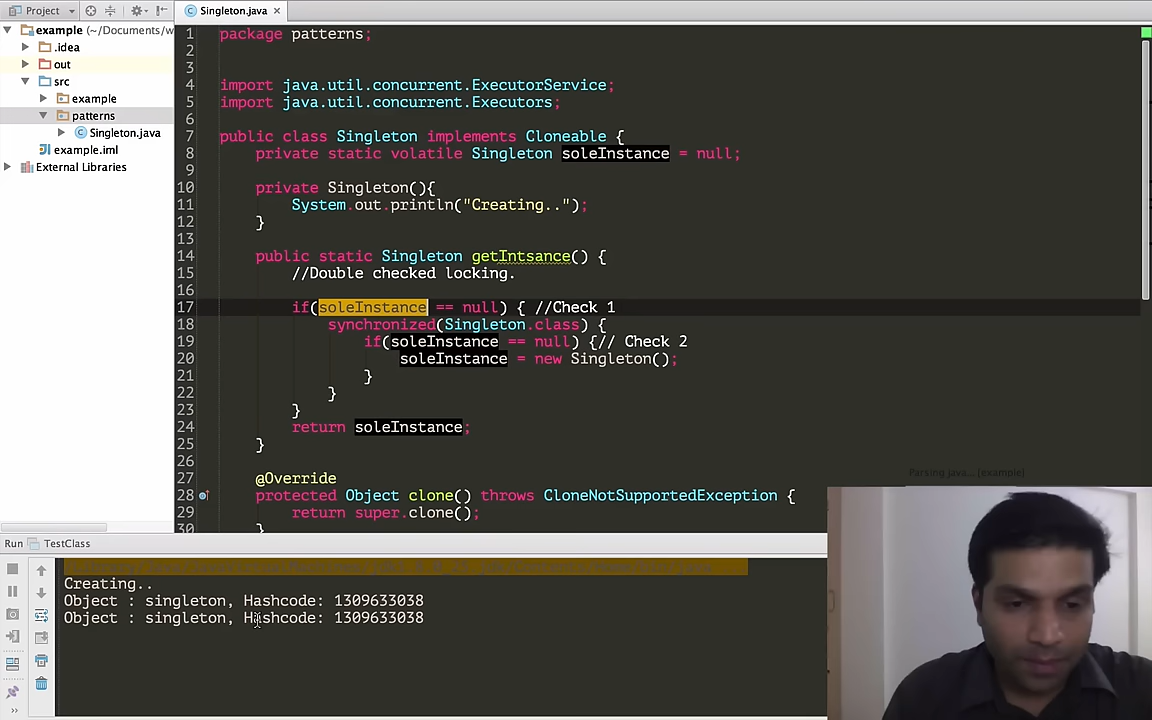 Project
Singleton.java
example (~/Documents/w
.idea
out
src
example
patterns
Singleton.java
example.iml
External Libraries
1 package patterns;
2
3
4 import java.util.concurrent.ExecutorService;
5 import java.util.concurrent.Executors;
6
7 public class Singleton implements Cloneable {
8 private static volatile Singleton soleInstance = null;
9
10 private Singleton(){
11 System.out.println("Creating..");
12 }
13
14 public static Singleton getIntsance() {
15 //Double checked locking.
16
17 if(soleInstance == null) { //Check 1
18 synchronized(Singleton.class) {
19 if(soleInstance == null) {// Check 2
20 soleInstance = new Singleton();
21 }
22 }
23 }
24 return soleInstance;
25 }
26
27 @Override
28 protected Object clone() throws CloneNotSupportedException {
29 return super.clone();
30 }
Parsing java... [example]
Run TestClass
Creating..
Object : singleton, Hashcode: 1309633038
Object : singleton, Hashcode: 1309633038